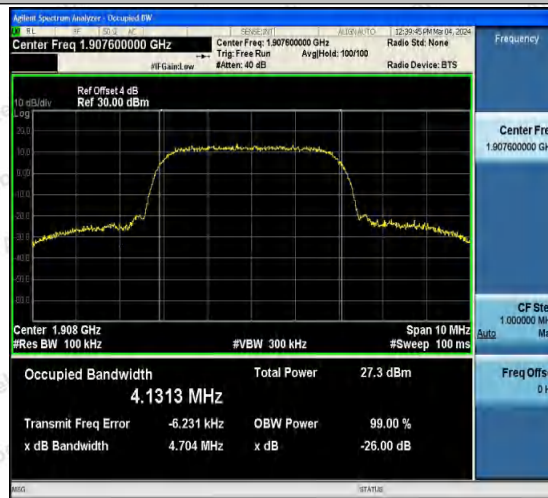 Agilent Spectrum Analyzer - Occupied BW
RL RF 50 Ω AC SENSE:INT ALIGN AUTO 12:39:45 PM Mar 04, 2024
Center Freq 1.907600000 GHz Center Freq: 1.907600000 GHz Radio Std: None
Trig: Free Run Avg|Hold: 100/100
#IFGain:Low #Atten: 40 dB Radio Device: BTS
Ref Offset 4 dB
10 dB/div Ref 30.00 dBm
Log
20.0
10.0
0.00
-10.0
-20.0
-30.0
-40.0
-50.0
-60.0
Center 1.908 GHz Span 10 MHz
#Res BW 100 kHz #VBW 300 kHz #Sweep 100 ms
Occupied Bandwidth Total Power 27.3 dBm
4.1313 MHz
Transmit Freq Error -6.231 kHz OBW Power 99.00 %
x dB Bandwidth 4.704 MHz x dB -26.00 dB
MSG STATUS
Frequency
Center Fre
1.907600000 GH
CF Ste
1.000000 MH
Auto Ma
Freq Offs
0 H